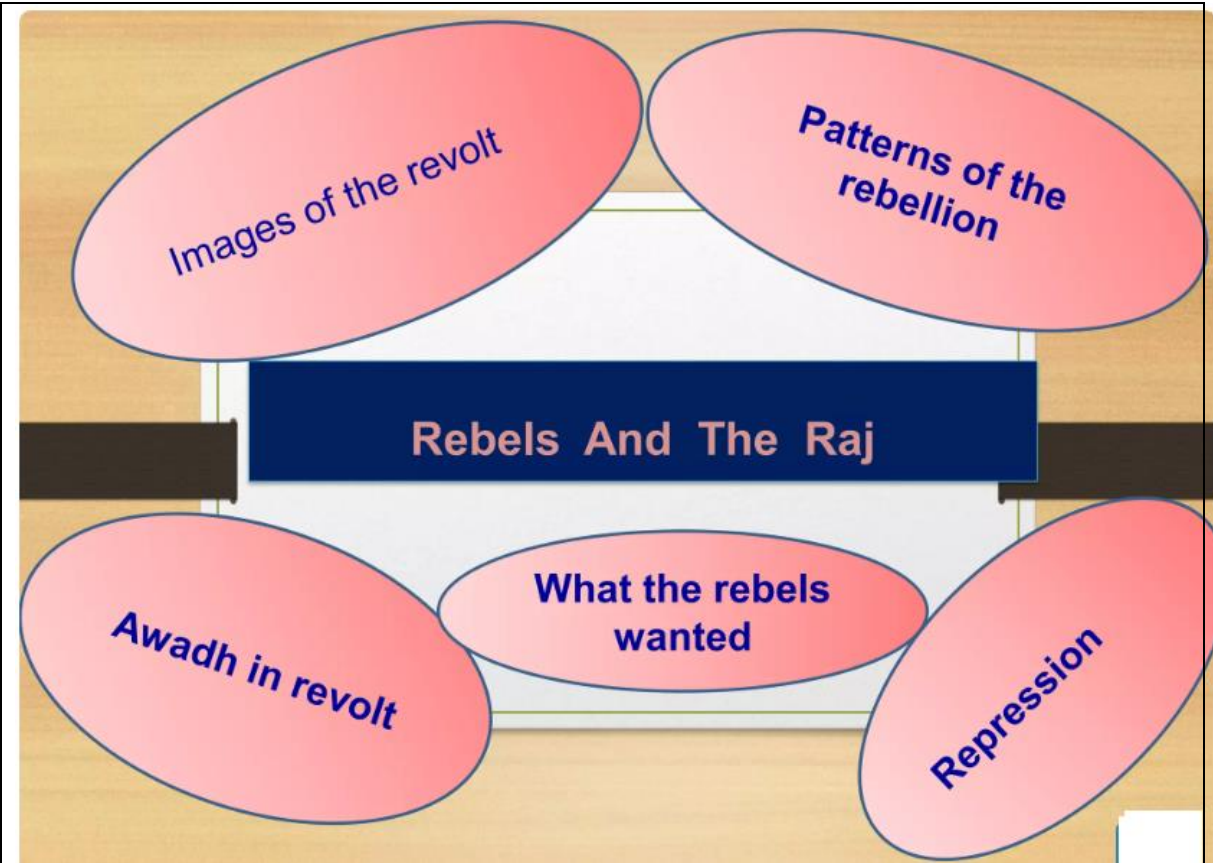 Images of the revolt
Patterns of the
rebellion
Rebels And The Raj
Awadh in revolt
What the rebels
wanted
Repression